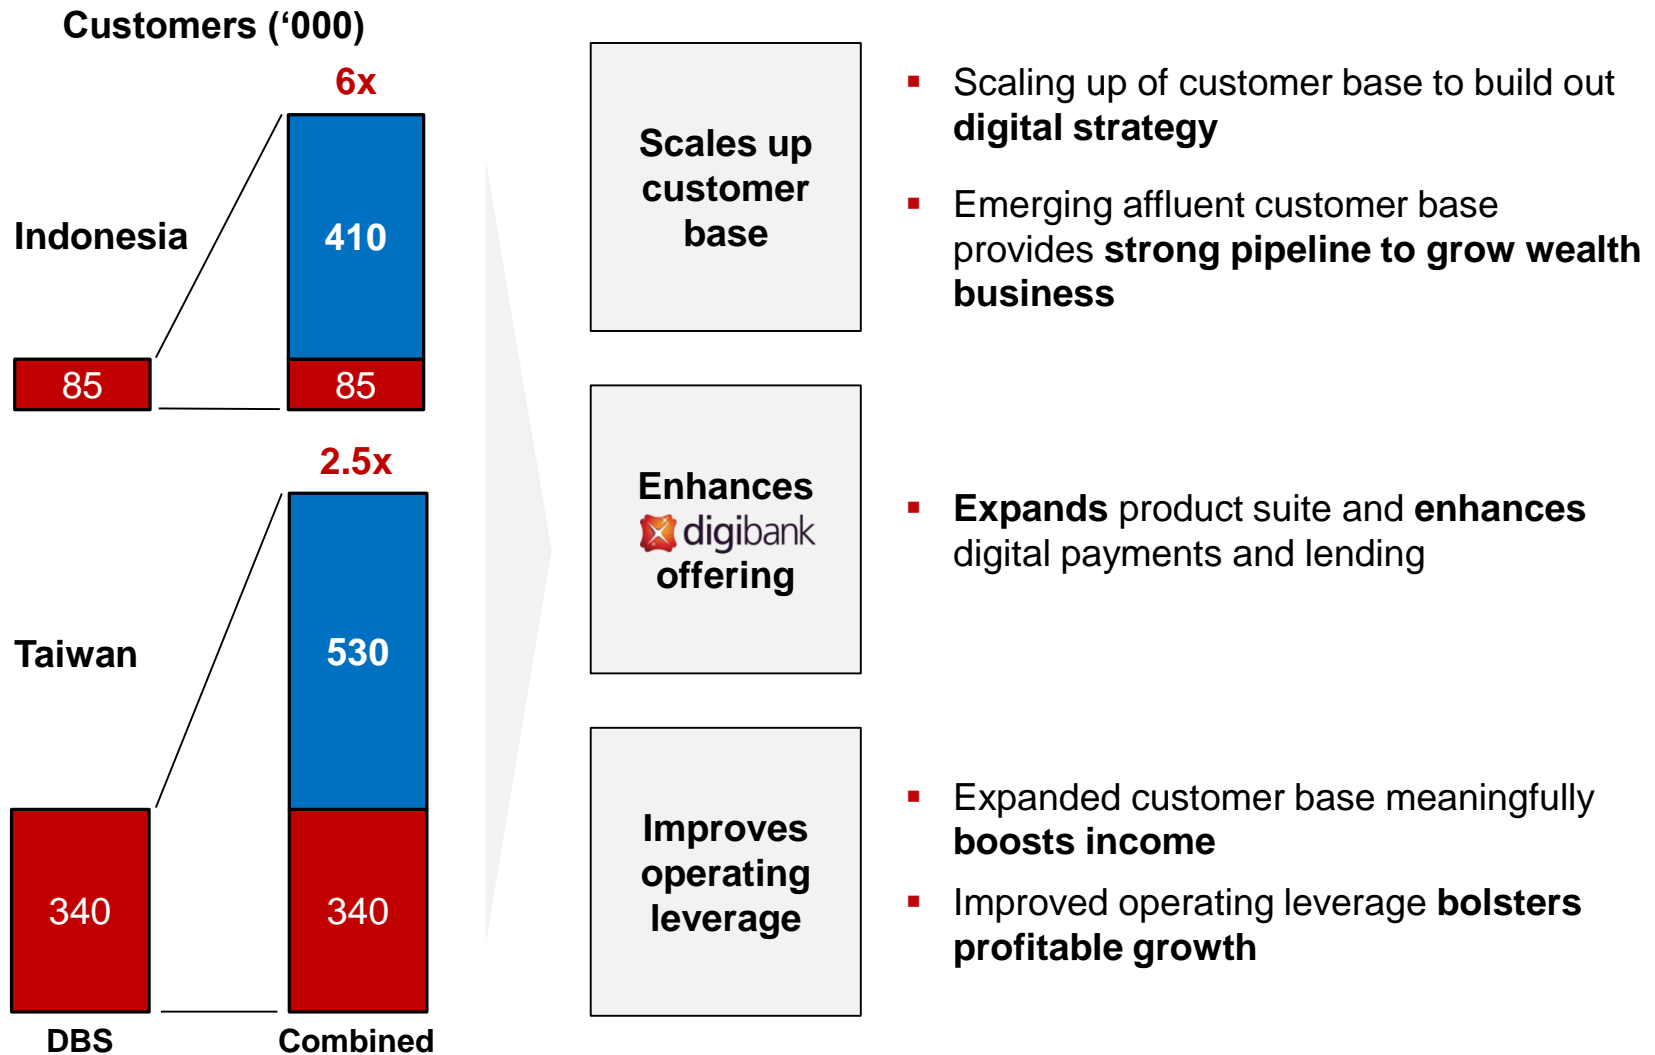 Customers (‘000)
6x
Indonesia
410
85
85
2.5x
Taiwan
530
340
340
DBS
Combined
Scales up
customer
base
▪ Scaling up of customer base to build out
digital strategy
▪ Emerging affluent customer base
provides strong pipeline to grow wealth
business
Enhances
digibank
offering
▪ Expands product suite and enhances
digital payments and lending
Improves
operating
leverage
▪ Expanded customer base meaningfully
boosts income
▪ Improved operating leverage bolsters
profitable growth